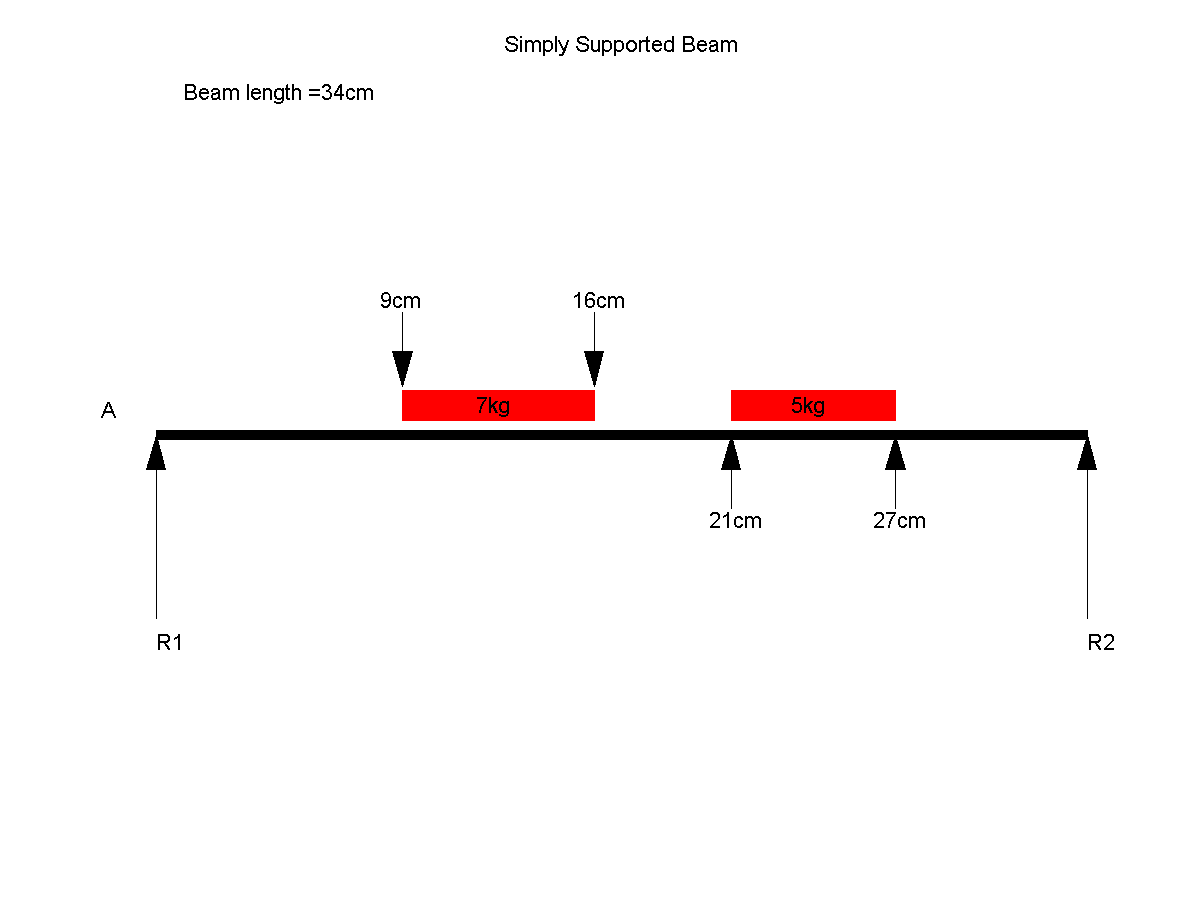 Simply Supported Beam
Beam length =34cm
9cm
16cm
A
7kg
5kg
21cm
27cm
R1
R2